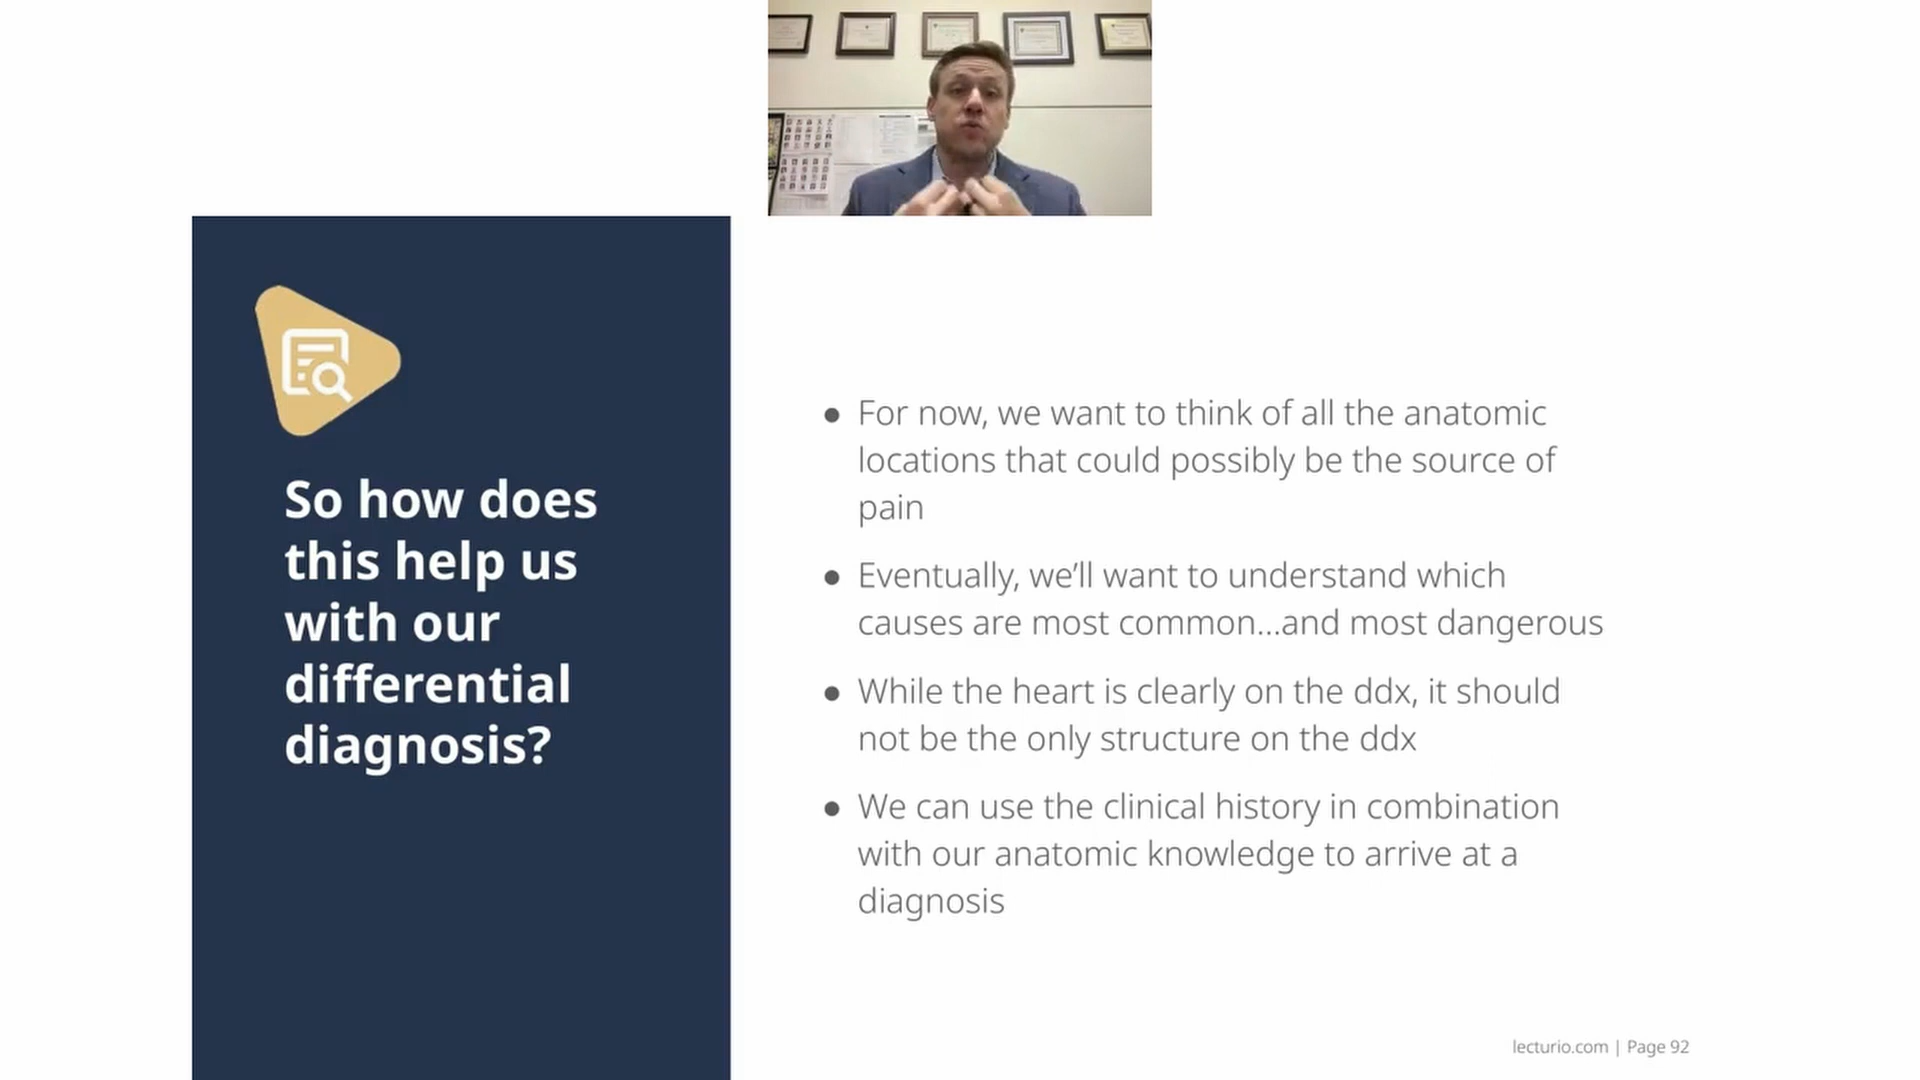 So how does
this help us
with our
differential
diagnosis?
● For now, we want to think of all the anatomic
locations that could possibly be the source of
pain
● Eventually, we’ll want to understand which
causes are most common...and most dangerous
● While the heart is clearly on the ddx, it should
not be the only structure on the ddx
● We can use the clinical history in combination
with our anatomic knowledge to arrive at a
diagnosis
lecturio.com | Page 92